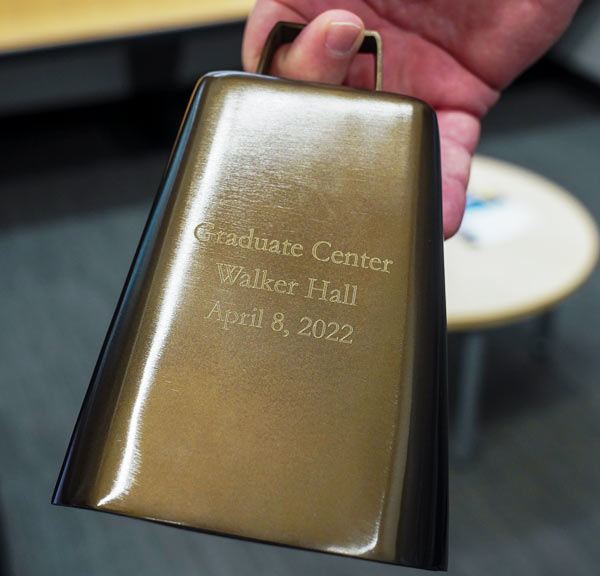 Graduate Center
Walker Hall
April 8, 2022